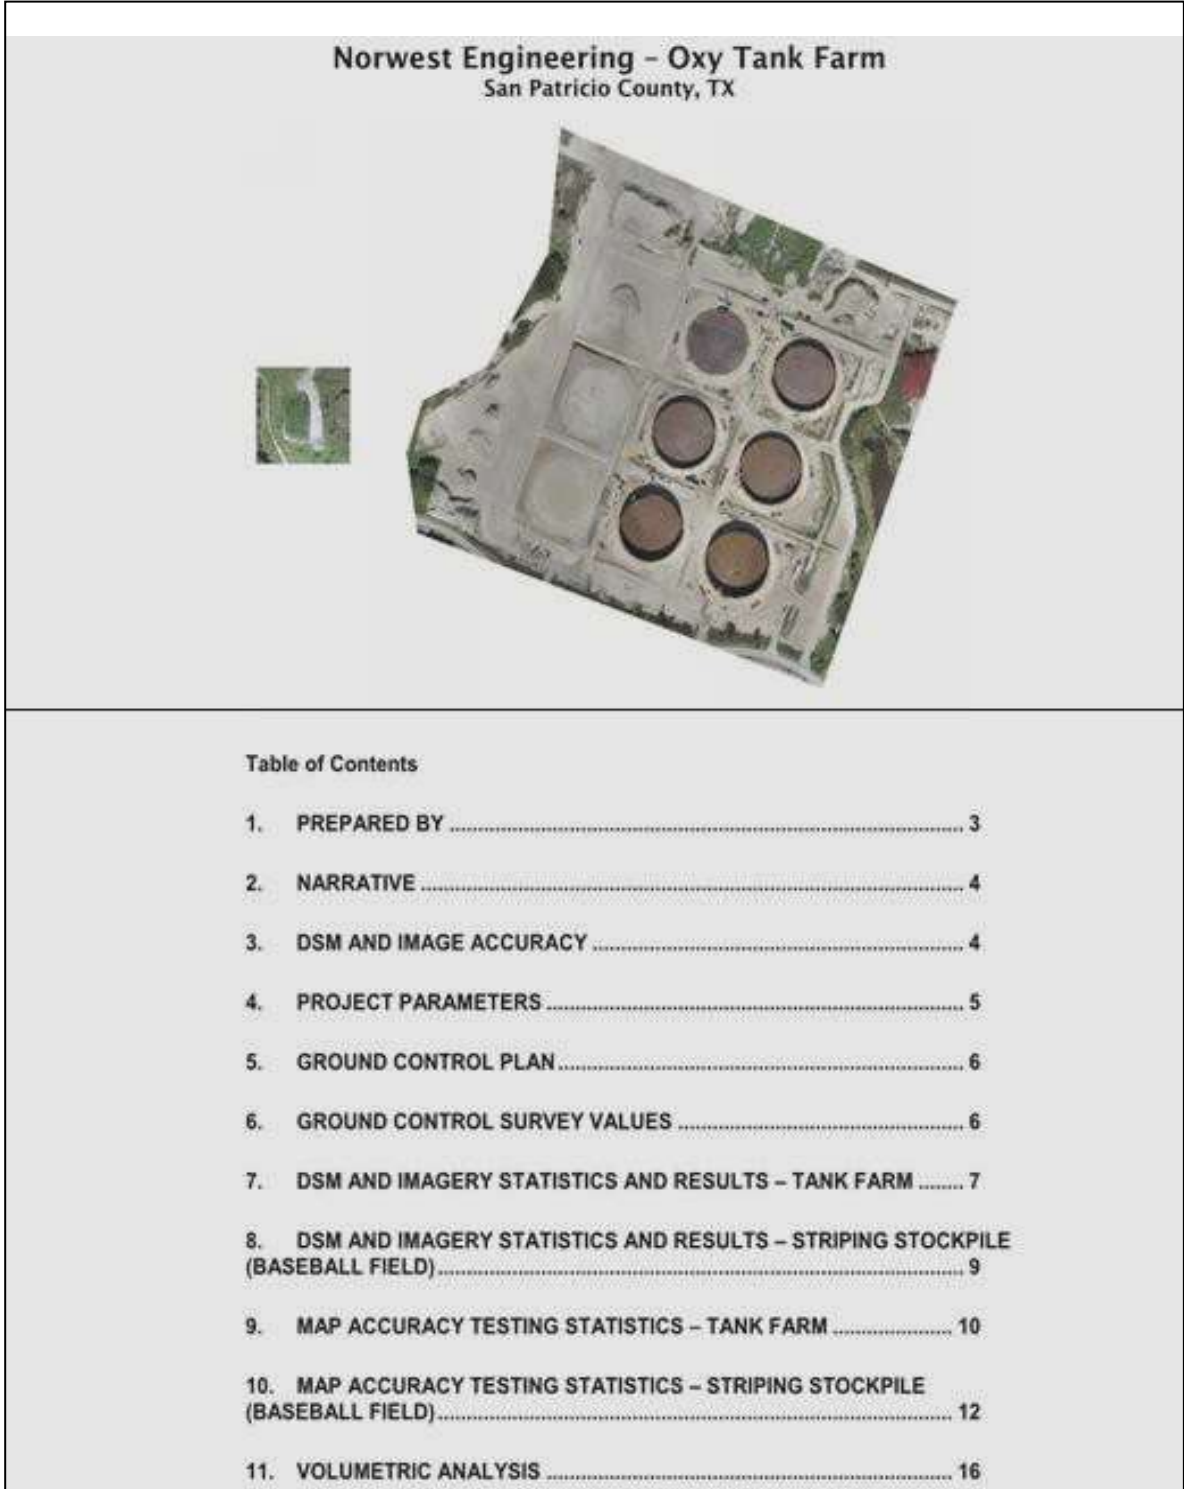 Norwest Engineering – Oxy Tank Farm
San Patricio County, TX
Table of Contents
1. PREPARED BY ........ 3
2. NARRATIVE ........ 4
3. DSM AND IMAGE ACCURACY ........ 4
4. PROJECT PARAMETERS ........ 5
5. GROUND CONTROL PLAN ........ 6
6. GROUND CONTROL SURVEY VALUES ........ 6
7. DSM AND IMAGERY STATISTICS AND RESULTS – TANK FARM ........ 7
8. DSM AND IMAGERY STATISTICS AND RESULTS – STRIPING STOCKPILE
(BASEBALL FIELD) ........ 9
9. MAP ACCURACY TESTING STATISTICS – TANK FARM ........ 10
10. MAP ACCURACY TESTING STATISTICS – STRIPING STOCKPILE
(BASEBALL FIELD) ........ 12
11. VOLUMETRIC ANALYSIS ........ 16